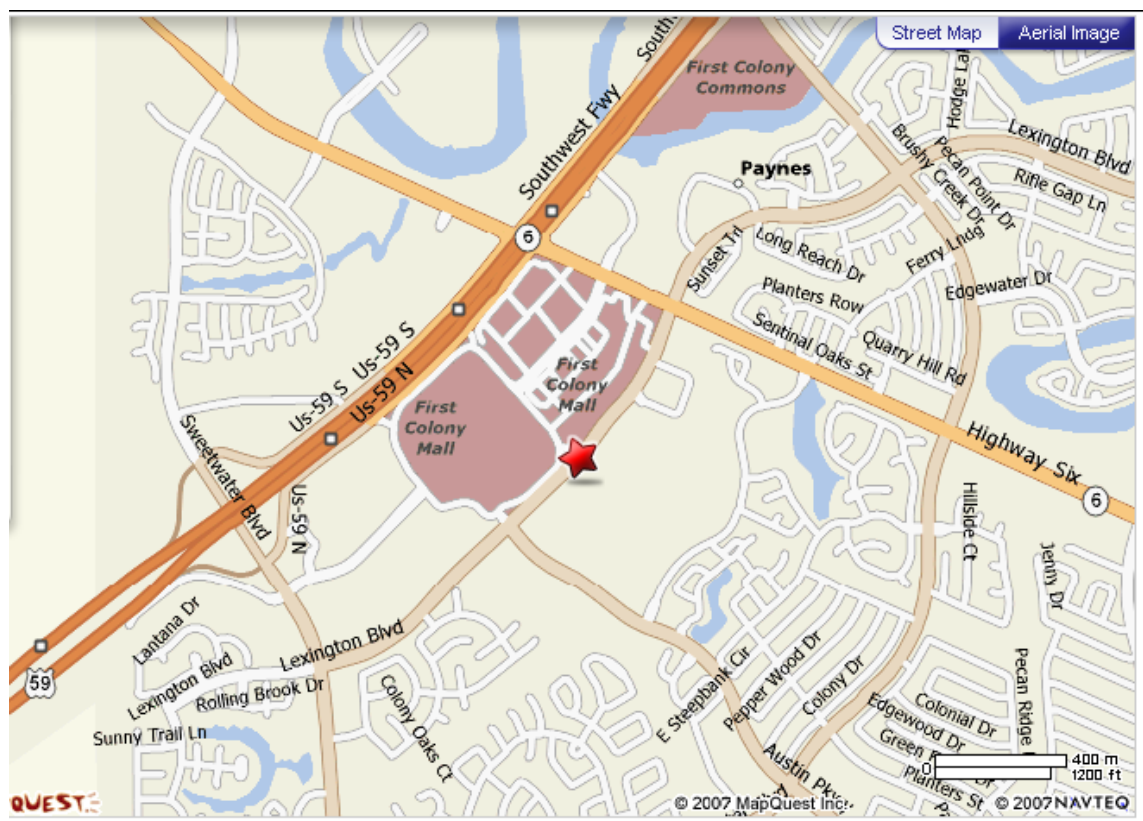 Street Map
Aerial Image
First Colony
Commons
Southwest Fwy
Hodge
Lexington Blvd
Paynes
Brushy Creek Dr
Pecan Point Dr
Rifle Gap Ln
6
Sunset Trl
Long Reach Dr
Ferry Lndg
Planters Row
Edgewater Dr
Sentinal Oaks St
Quarry Hill Rd
Us-59 S
Us-59 S
Us-59 N
First
Colony
Mall
First
Colony
Mall
Sweetwater Blvd
Us-59 N
Highway Six
6
Hillside Ct
Jenny Dr
59
Lantana Dr
Lexington Blvd
Lexington Blvd
Rolling Brook Dr
Sunny Trail Ln
Colony Oaks Ct
E Steepbank Cir
Pepper Wood Dr
Colony Dr
Colonial Dr
Edgewood Dr
Green
Dr
Planters St
Pecan Ridge
Austin Pkw
0
400 m
1200 ft
QUEST
© 2007 MapQuest Inc.
© 2007 NAVTEQ